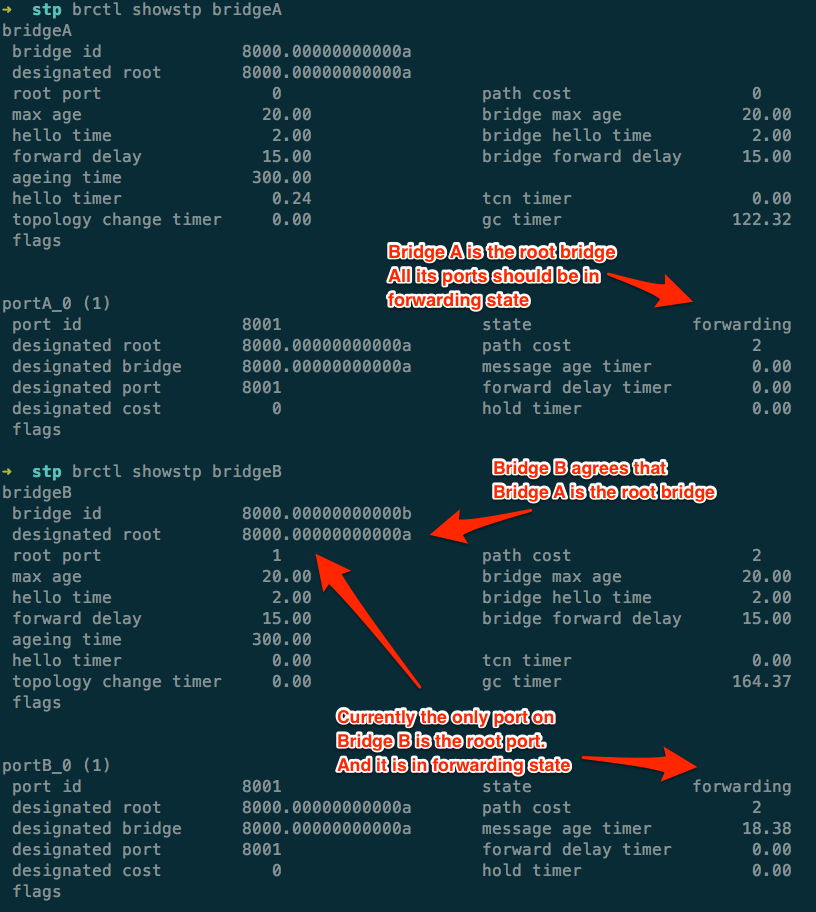 ➜  stp brctl showstp bridgeA
bridgeA
 bridge id              8000.00000000000a
 designated root        8000.00000000000a
 root port                 0                    path cost                  0
 max age                  20.00                 bridge max age            20.00
 hello time                2.00                 bridge hello time          2.00
 forward delay            15.00                 bridge forward delay      15.00
 ageing time             300.00
 hello timer               0.24                 tcn timer                  0.00
 topology change timer     0.00                 gc timer                 122.32
 flags
Bridge A is the root bridge
All its ports should be in
forwarding state
portA_0 (1)
 port id                8001                    state                forwarding
 designated root        8000.00000000000a       path cost                  2
 designated bridge      8000.00000000000a       message age timer          0.00
 designated port        8001                    forward delay timer        0.00
 designated cost           0                    hold timer                 0.00
 flags
➜  stp brctl showstp bridgeB
Bridge B agrees that
Bridge A is the root bridge
bridgeB
 bridge id              8000.00000000000b
 designated root        8000.00000000000a
 root port                 1                    path cost                  2
 max age                  20.00                 bridge max age            20.00
 hello time                2.00                 bridge hello time          2.00
 forward delay            15.00                 bridge forward delay      15.00
 ageing time             300.00
 hello timer               0.00                 tcn timer                  0.00
 topology change timer     0.00                 gc timer                 164.37
 flags
Currently the only port on
Bridge B is the root port.
And it is in forwarding state
portB_0 (1)
 port id                8001                    state                forwarding
 designated root        8000.00000000000a       path cost                  2
 designated bridge      8000.00000000000a       message age timer         18.38
 designated port        8001                    forward delay timer        0.00
 designated cost           0                    hold timer                 0.00
 flags